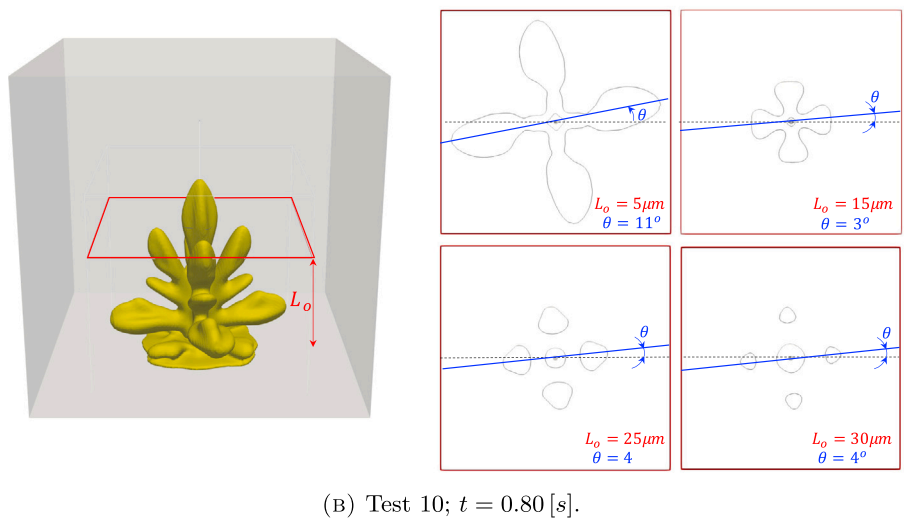 L_o
θ
L_o = 5μm
θ = 11°
θ
L_o = 15μm
θ = 3°
θ
L_o = 25μm
θ = 4
θ
L_o = 30μm
θ = 4°
(B) Test 10; t = 0.80 [s].